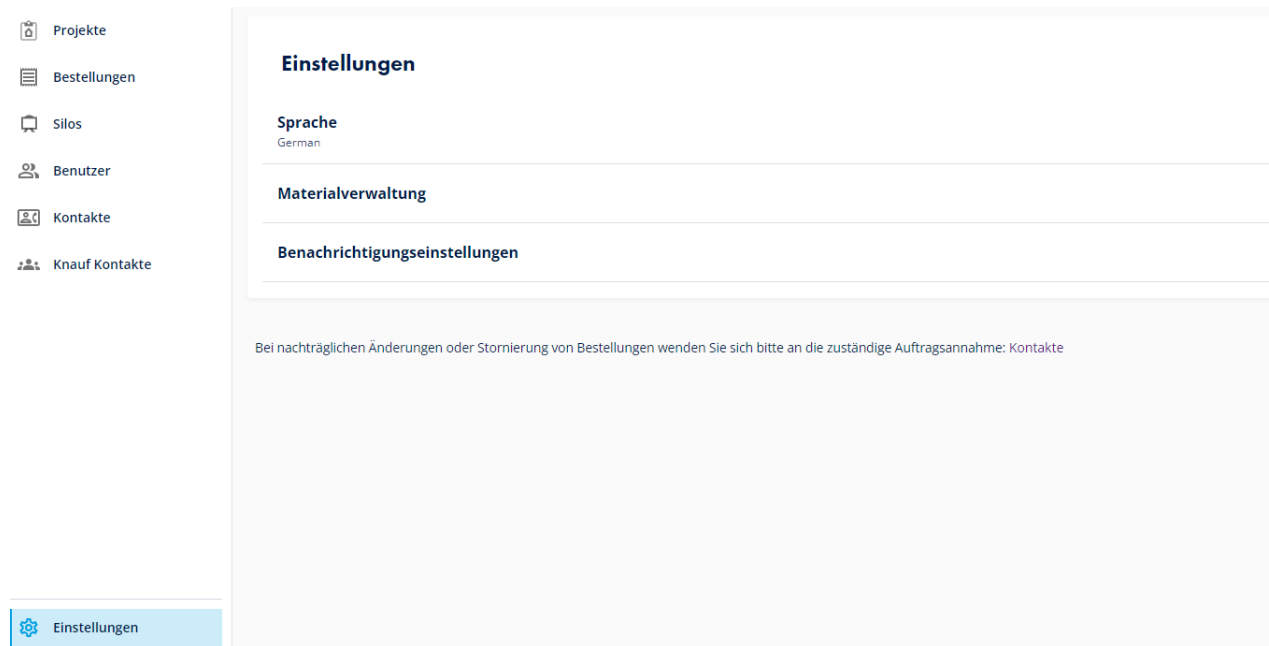 Projekte
Bestellungen
Silos
Benutzer
Kontakte
Knauf Kontakte
Einstellungen
Einstellungen
Sprache
German
Materialverwaltung
Benachrichtigungseinstellungen
Bei nachträglichen Änderungen oder Stornierung von Bestellungen wenden Sie sich bitte an die zuständige Auftragsannahme: Kontakte